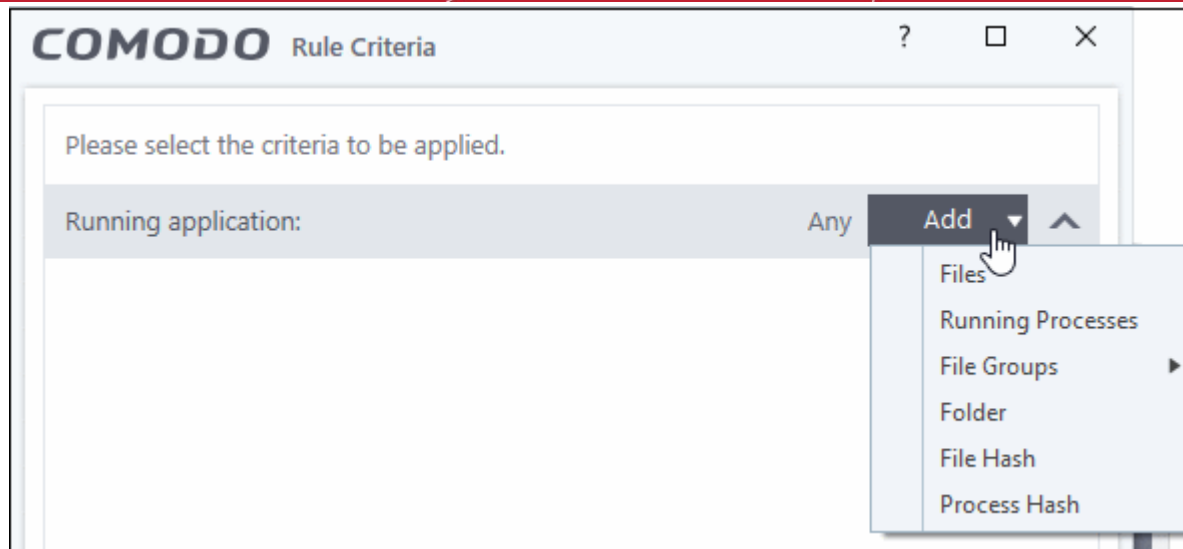 COMODO Rule Criteria ?
Please select the criteria to be applied.
Running application: Any Add
Files
Running Processes
File Groups
Folder
File Hash
Process Hash